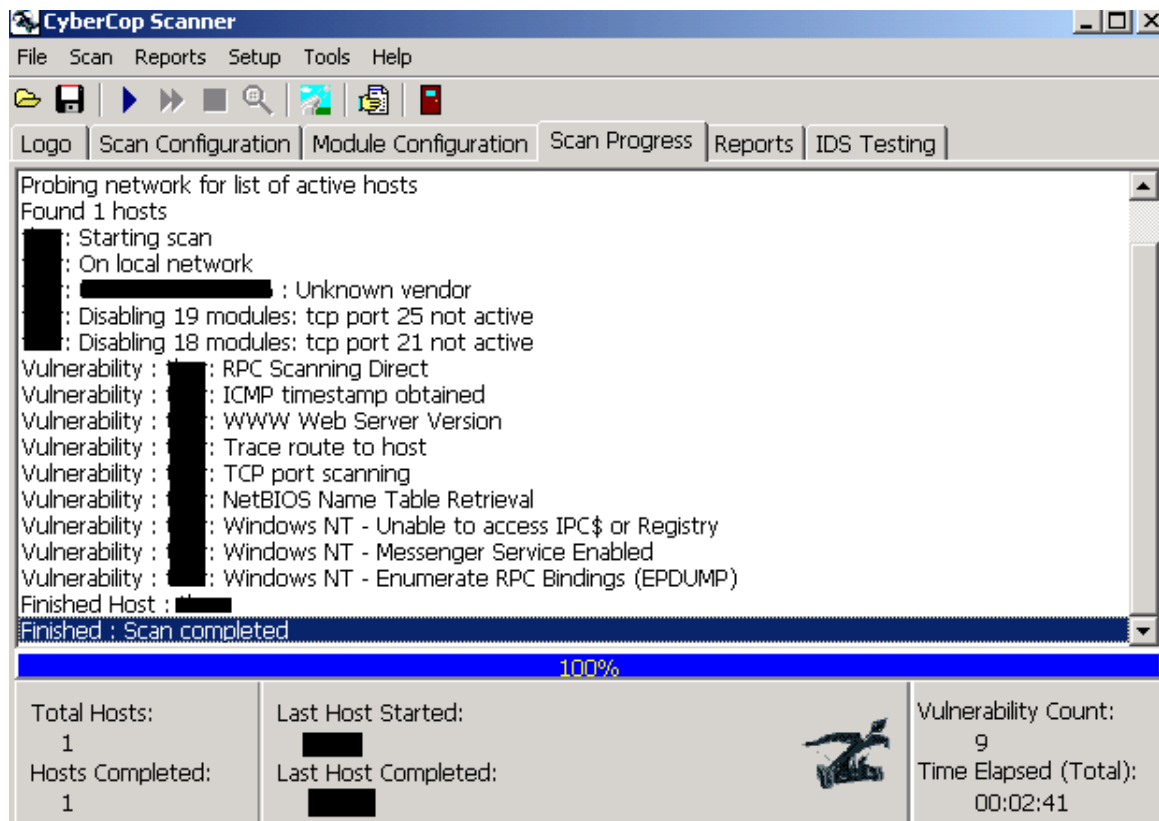 CyberCop Scanner
File Scan Reports Setup Tools Help
Logo Scan Configuration Module Configuration Scan Progress Reports IDS Testing
Probing network for list of active hosts
Found 1 hosts
: Starting scan
: On local network
: : Unknown vendor
: Disabling 19 modules: tcp port 25 not active
: Disabling 18 modules: tcp port 21 not active
Vulnerability : : RPC Scanning Direct
Vulnerability : : ICMP timestamp obtained
Vulnerability : : WWW Web Server Version
Vulnerability : : Trace route to host
Vulnerability : : TCP port scanning
Vulnerability : : NetBIOS Name Table Retrieval
Vulnerability : : Windows NT - Unable to access IPC$ or Registry
Vulnerability : : Windows NT - Messenger Service Enabled
Vulnerability : : Windows NT - Enumerate RPC Bindings (EPDUMP)
Finished Host :
Finished : Scan completed
100%
Total Hosts:
1
Hosts Completed:
1
Last Host Started:
Last Host Completed:
Vulnerability Count:
9
Time Elapsed (Total):
00:02:41